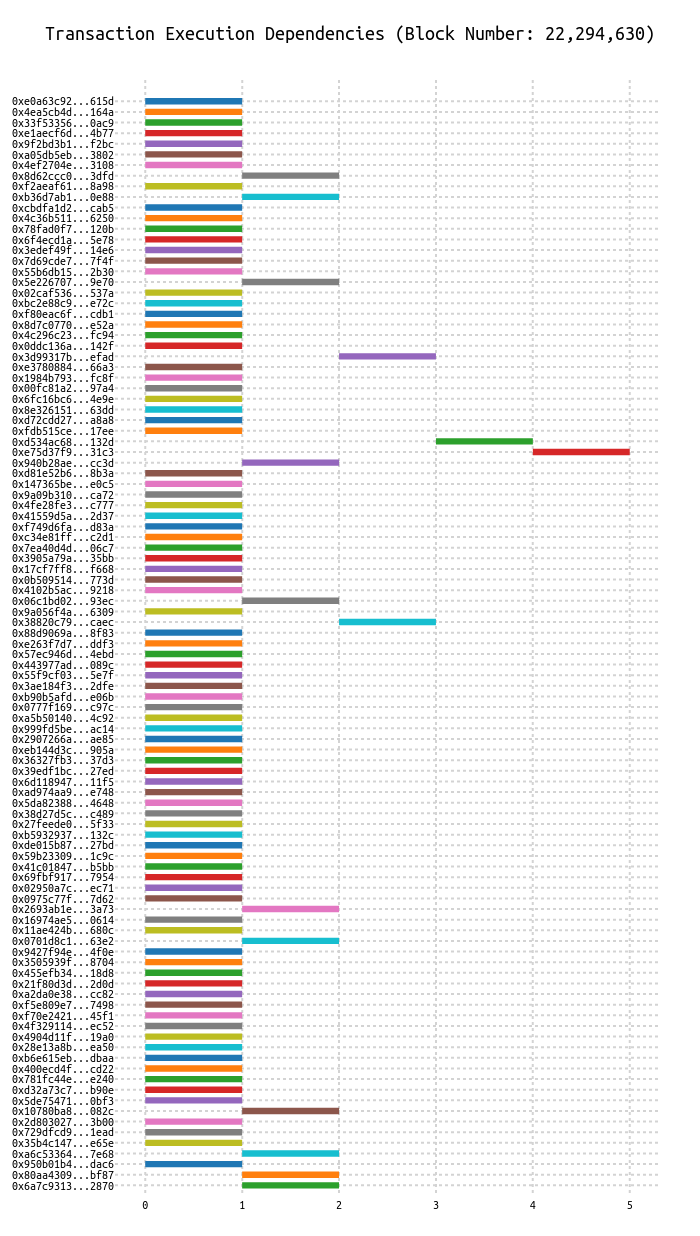 Transaction Execution Dependencies (Block Number: 22,294,630)
0xe0a63c92...615d
0x4ea5cb4d...164a
0x33f53356...0ac9
0xe1aecf6d...4b77
0x9f2bd3b1...f2bc
0xa05db5eb...3802
0x4ef2704e...3108
0x8d62ccc0...3dfd
0xf2aeaf61...8a98
0xb36d7ab1...0e88
0xcbdfa1d2...cab5
0x4c36b511...6250
0x78fad0f7...120b
0x6f4ecd1a...5e78
0x3edef49f...14e6
0x7d69cde7...7f4f
0x55b6db15...2b30
0x5e226707...9e70
0x02caf536...537a
0xbc2e88c9...e72c
0xf80eac6f...cdb1
0x8d7c0770...e52a
0x4c296c23...fc94
0x0ddc136a...142f
0x3d99317b...efad
0xe3780884...66a3
0x1984b793...fc8f
0x00fc81a2...97a4
0x6fc16bc6...4e9e
0x8e326151...63dd
0xd72cdd27...a8a8
0xfdb515ce...17ee
0xd534ac68...132d
0xe75d37f9...31c3
0x940b28ae...cc3d
0xd81e52b6...8b3a
0x147365be...e0c5
0x9a09b310...ca72
0x4fe28fe3...c777
0x41559d5a...2d37
0xf749d6fa...d83a
0xc34e81ff...c2d1
0x7ea40d4d...06c7
0x3905a79a...35bb
0x17cf7ff8...f668
0x0b509514...773d
0x4102b5ac...9218
0x06c1bd02...93ec
0x9a056f4a...6309
0x38820c79...caec
0x88d9069a...8f83
0xe263f7d7...ddf3
0x57ec946d...4ebd
0x443977ad...089c
0x55f9cf03...5e7f
0x3ae184f3...2dfe
0xb90b5afd...e06b
0x0777f169...c97c
0xa5b50140...4c92
0x999fd5be...ac14
0x2907266a...ae85
0xeb144d3c...905a
0x36327fb3...37d3
0x39edf1bc...27ed
0x6d118947...11f5
0xad974aa9...e748
0x5da82388...4648
0x38d27d5c...c489
0x27feede0...5f33
0xb5932937...132c
0xde015b87...27bd
0x59b23309...1c9c
0x41c01847...b5bb
0x69fbf917...7954
0x02950a7c...ec71
0x0975c77f...7d62
0x2693ab1e...3a73
0x16974ae5...0614
0x11ae424b...680c
0x0701d8c1...63e2
0x9427f94e...4f0e
0x3505939f...8704
0x455efb34...18d8
0x21f80d3d...2d0d
0xa2da0e38...cc82
0xf5e809e7...7498
0xf70e2421...45f1
0x4f329114...ec52
0x4904d11f...19a0
0x28e13a8b...ea50
0xb6e615eb...dbaa
0x400ecd4f...cd22
0x781fc44e...e240
0xd32a73c7...b90e
0x5de75471...0bf3
0x10780ba8...082c
0x2d803027...3b00
0x729dfcd9...1ead
0x35b4c147...e65e
0xa6c53364...7e68
0x950b01b4...dac6
0x80aa4309...bf87
0x6a7c9313...2870
0 1 2 3 4 5